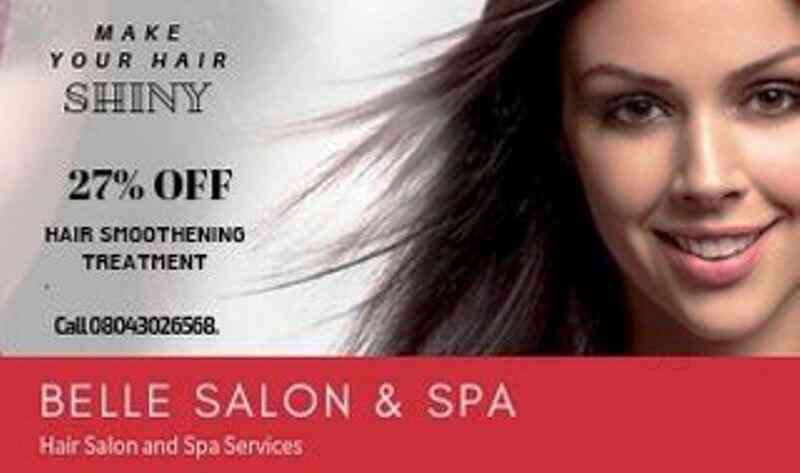 MAKE
YOUR HAIR
SHINY
27% OFF
HAIR SMOOTHENING
TREATMENT
Call 08043026568.
BELLE SALON & SPA
Hair Salon and Spa Services